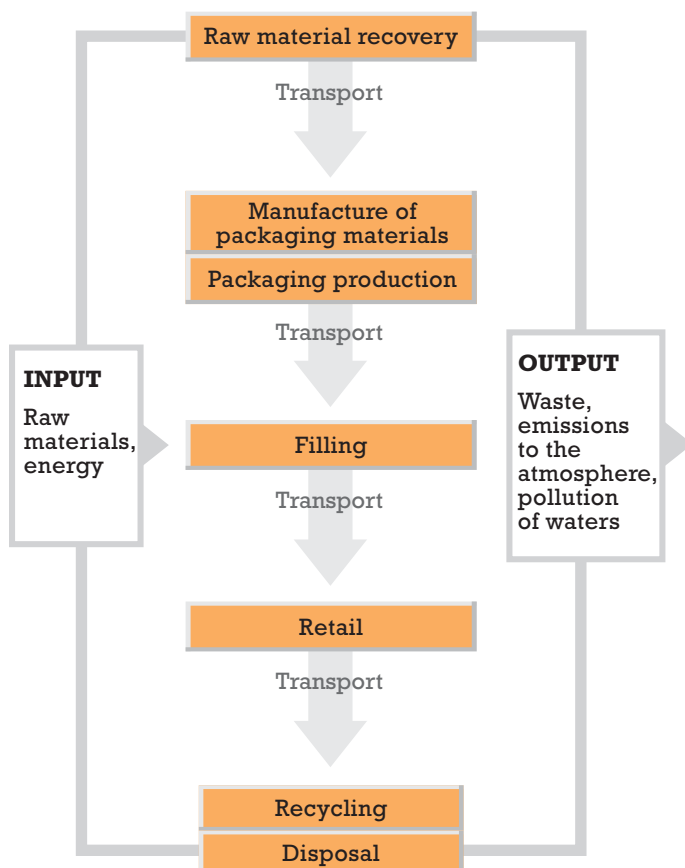 Raw material recovery
Transport
Manufacture of
packaging materials
Packaging production
Transport
INPUT
Raw
materials,
energy
OUTPUT
Waste,
emissions
to the
atmosphere,
pollution
of waters
Filling
Transport
Retail
Transport
Recycling
Disposal